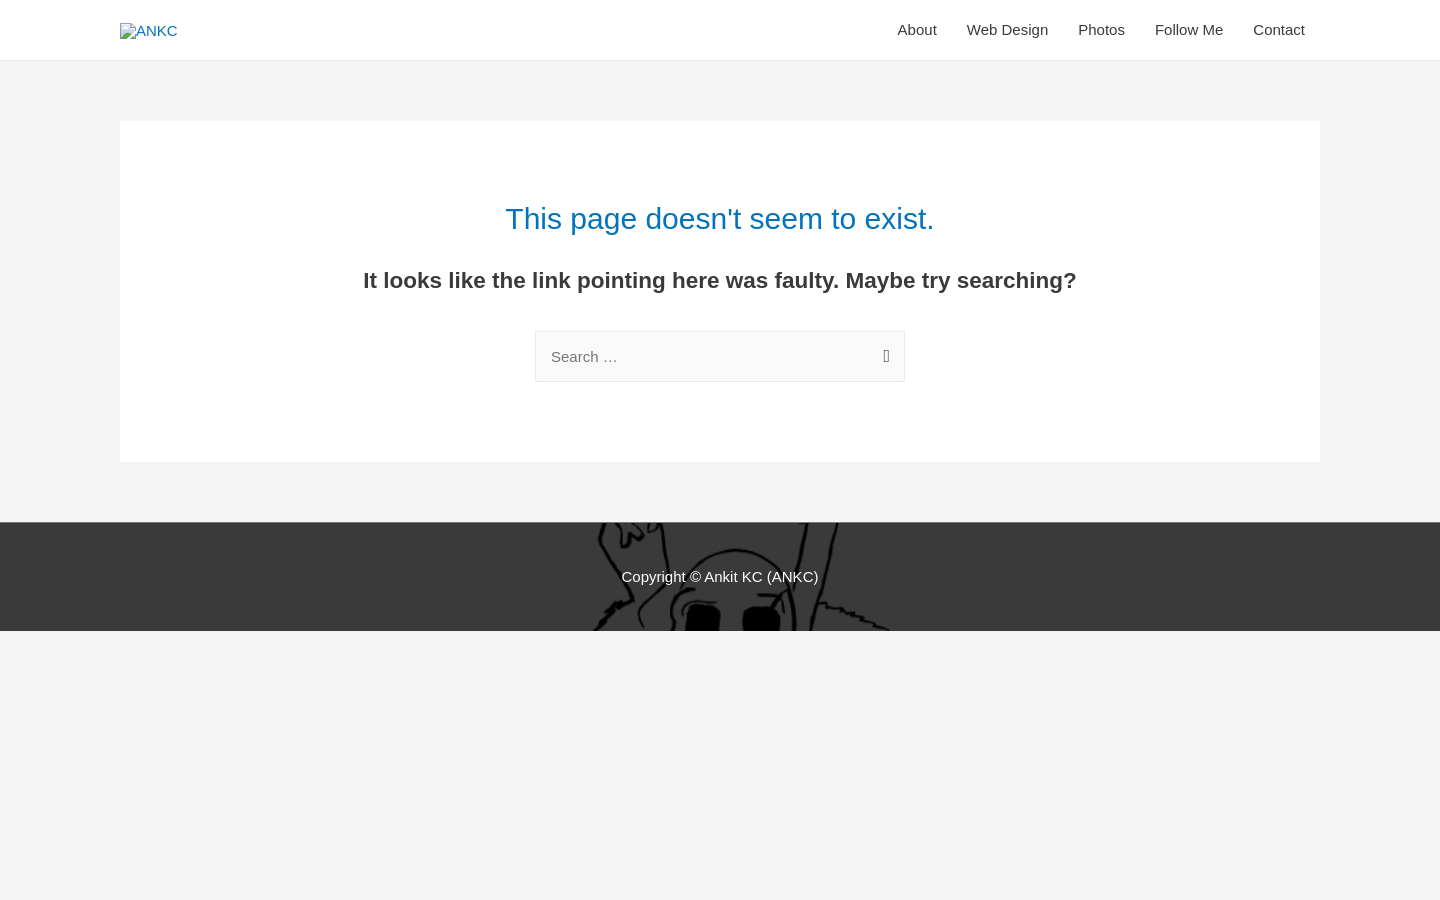 ANKC
About
Web Design
Photos
Follow Me
Contact
This page doesn't seem to exist.
It looks like the link pointing here was faulty. Maybe try searching?
Search …
Copyright © Ankit KC (ANKC)